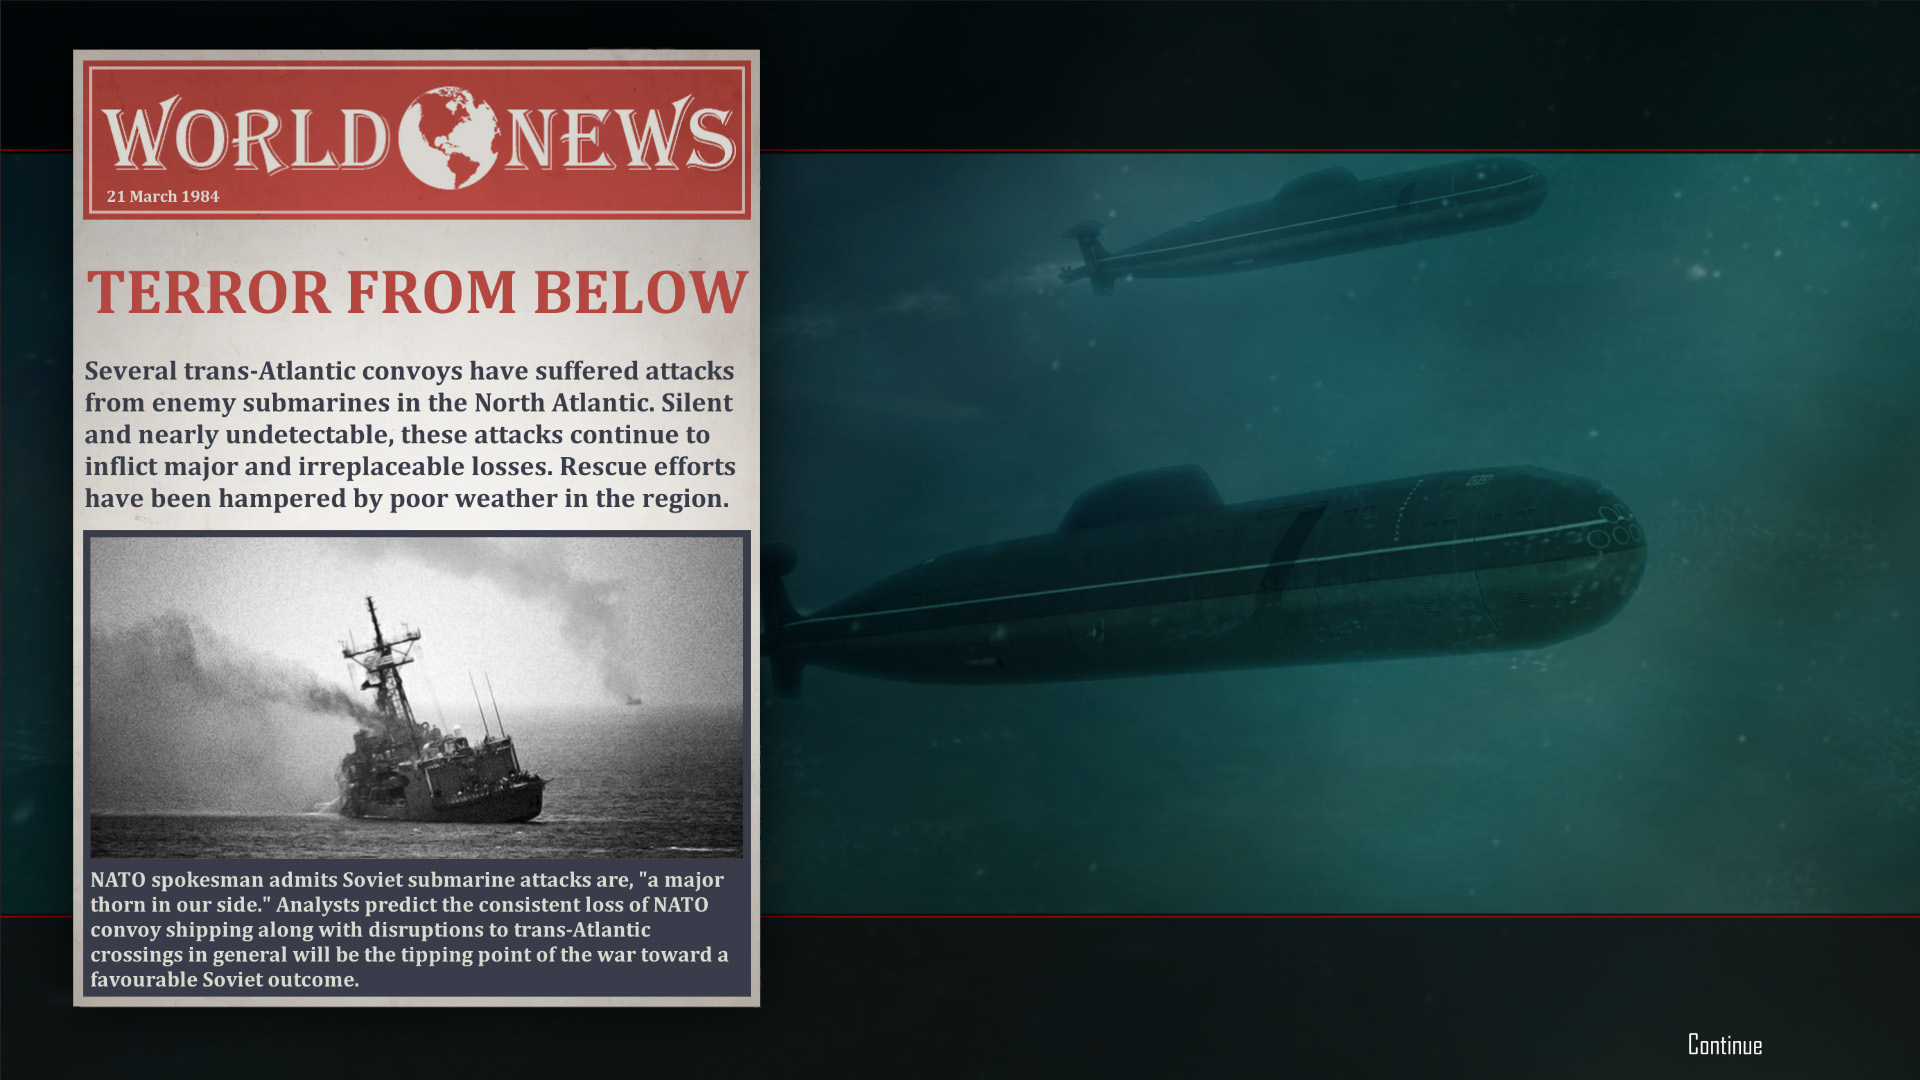 WORLD NEWS
21 March 1984
TERROR FROM BELOW
Several trans-Atlantic convoys have suffered attacks
from enemy submarines in the North Atlantic. Silent
and nearly undetectable, these attacks continue to
inflict major and irreplaceable losses. Rescue efforts
have been hampered by poor weather in the region.
NATO spokesman admits Soviet submarine attacks are, "a major
thorn in our side." Analysts predict the consistent loss of NATO
convoy shipping along with disruptions to trans-Atlantic
crossings in general will be the tipping point of the war toward a
favourable Soviet outcome.
Continue